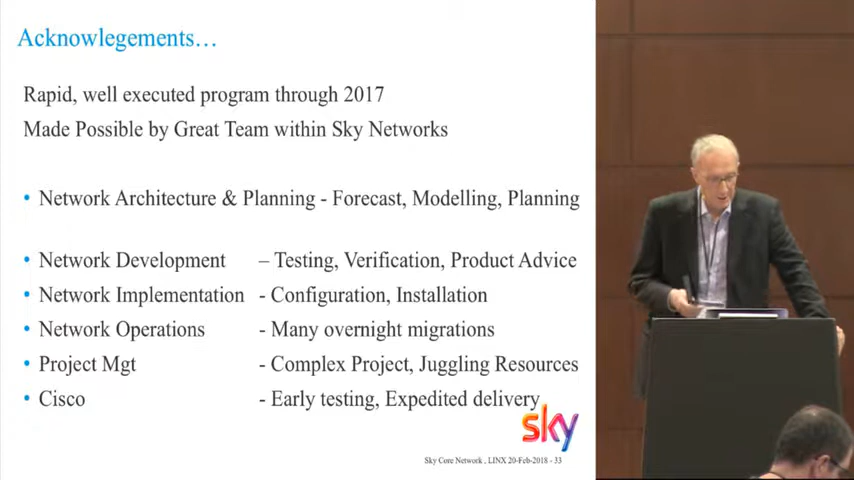 Acknowlegements…
Rapid, well executed program through 2017
Made Possible by Great Team within Sky Networks
• Network Architecture & Planning - Forecast, Modelling, Planning
• Network Development – Testing, Verification, Product Advice
• Network Implementation - Configuration, Installation
• Network Operations - Many overnight migrations
• Project Mgt - Complex Project, Juggling Resources
• Cisco - Early testing, Expedited delivery
sky
Sky Core Network , LINX 20-Feb-2018 - 33